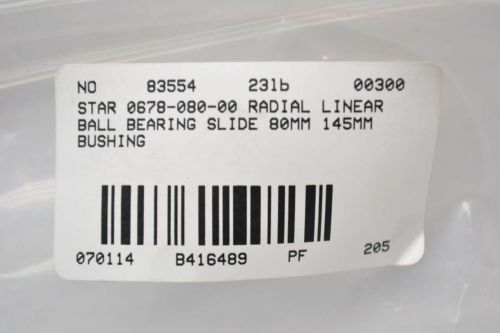 NO 83554 231b 00300
STAR 0678-080-00 RADIAL LINEAR
BALL BEARING SLIDE 80MM 145MM
BUSHING
070114 B416489 PF 205